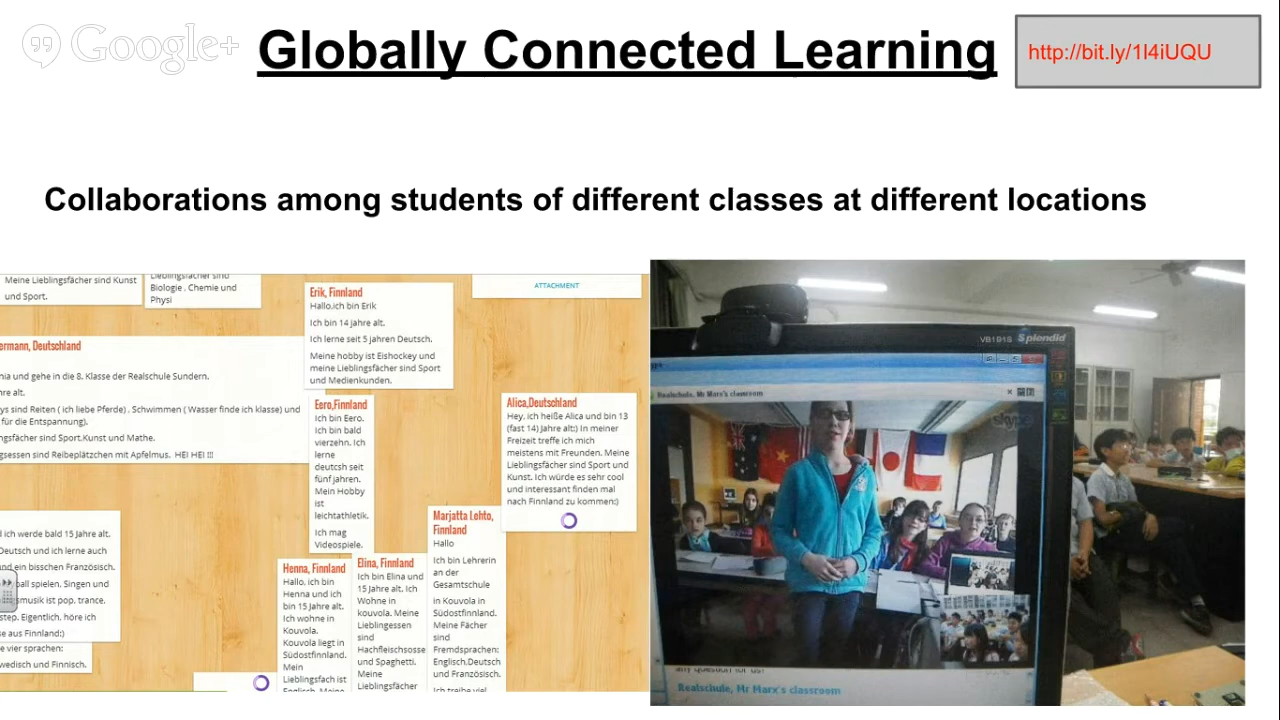 Google+
Globally Connected Learning
http://bit.ly/1l4iUQU
Collaborations among students of different classes at different locations
Meine Lieblingsfächer sind Kunst
und Sport.
Lieblingsfächer sind
Biologie , Chemie und
Physi
Erik, Finnland
Hallo,ich bin Erik
Ich bin 14 jahre alt.
Ich lerne seit 5 jahren Deutsch.
Meine hobby ist Eishockey und
meine Lieblingsfächer sind Sport
und Medienkunden.
ATTACHMENT
ermann, Deutschland
nia und gehe in die 8. Klasse der Realschule Sundern.
hre alt.
ys sind Reiten ( ich liebe Pferde) , Schwimmen ( Wasser finde ich klasse) und
für die Entspannung).
ngsfächer sind Sport,Kunst und Mathe.
gsessen sind Reibeplätzchen mit Apfelmus. HEI HEI !!!
Eero,Finnland
Ich bin Eero.
Ich bin bald
vierzehn. Ich
lerne
deutcsh seit
fünf jahren.
Mein Hobby
ist
leichtathletik.
Ich mag
Videospiele.
Alica,Deutschland
Hey, ich heiße Alica und bin 13
(fast 14) Jahre alt:) In meiner
Freizeit treffe ich mich
meistens mit Freunden. Meine
Lieblingsfächer sind Sport und
Kunst. Ich würde es sehr cool
und interessant finden mal
nach Finnland zu kommen:)
d ich werde bald 15 Jahre alt.
Deutsch und ich lerne auch
und ein bisschen Französisch.
ball spielen, Singen und
smusik ist pop, trance,
step. Eigentlich, höre ich
se aus Finnland:)
e vier sprachen:
wedisch und Finnisch.
Henna, Finnland
Hallo, ich bin
Henna und ich
bin 15 Jahre alt.
Ich wohne in
Kouvola.
Kouvola liegt in
Südostfinnland.
Mein
Lieblingsfach ist
Englisch. Meine
Elina, Finnland
Ich bin Elina und
15 Jahre alt. Ich
Wohne in
kouvola. Meine
Lieblingessen
sind
Hachfleischsosse
und Spaghetti.
Meine
Lieblingsfächer
Marjatta Lehto,
Finnland
Hallo
Ich bin Lehrerin
an der
Gesamtschule
in Kouvola in
Südostfinnland.
Meine Fächer
sind
Fremdsprachen:
Englisch,Deutsch
und Französisch.
Ich treibe viel
VB191S Splendid
Realschule, Mr Marx's classroom
skype
Realschule, Mr Marx's classroom